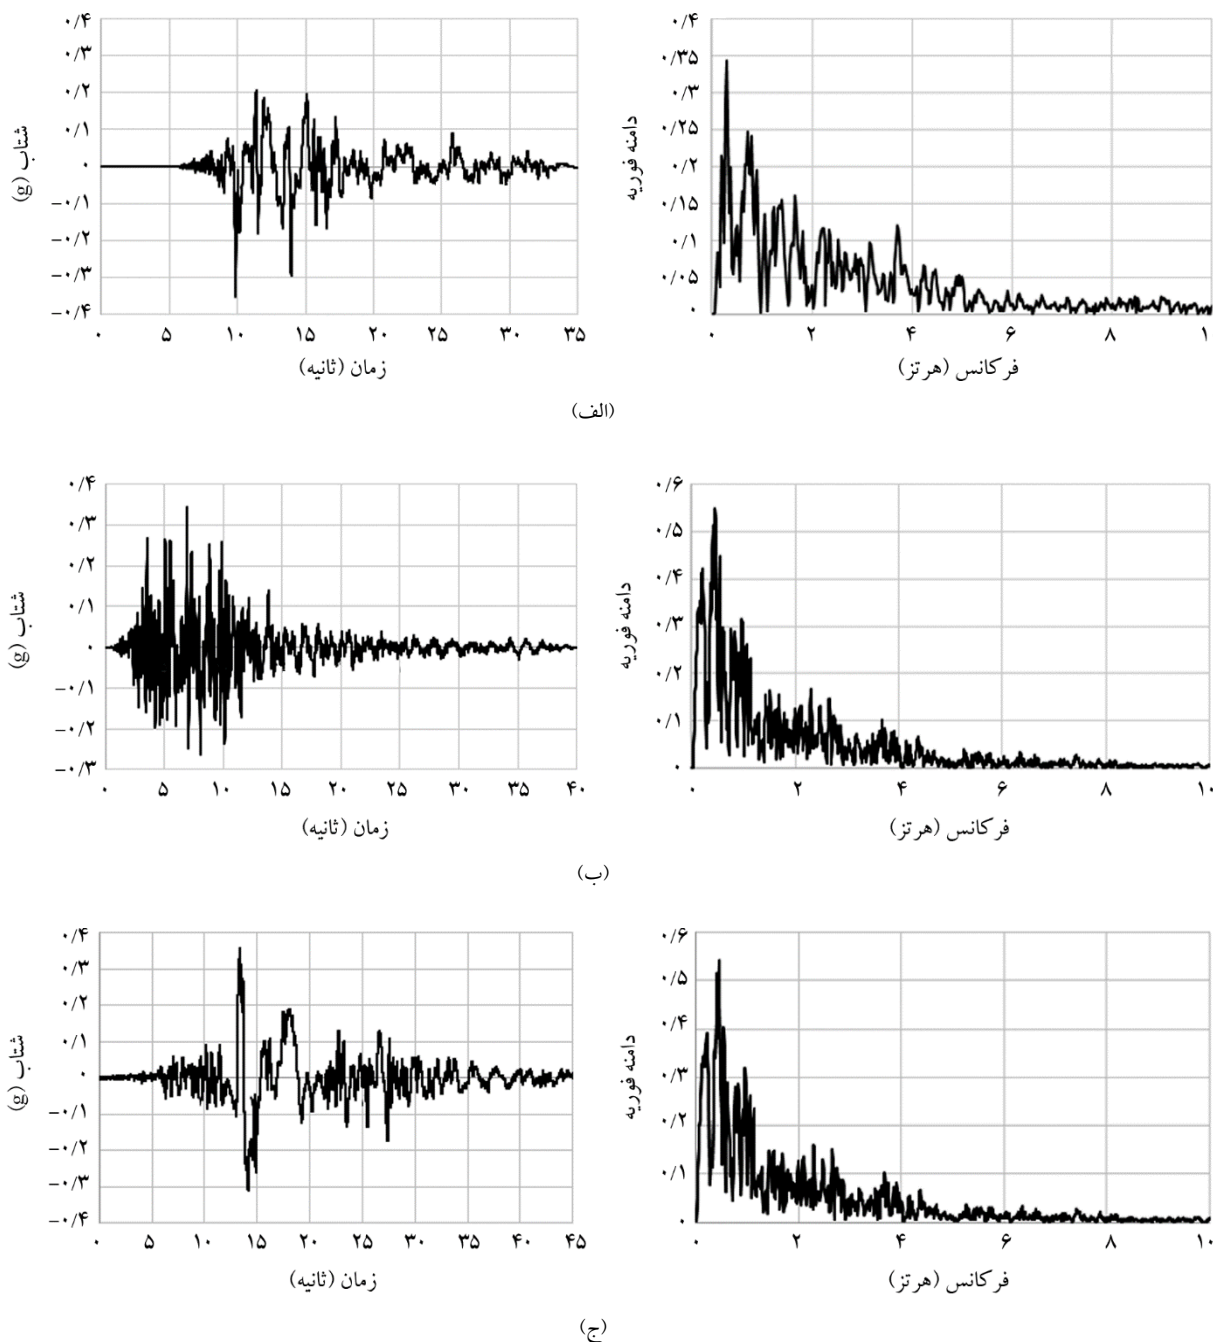 ۰/۴
۰/۳
۰/۲
۰/۱
۰
−۰/۱
−۰/۲
−۰/۳
−۰/۴
شتاب (g)
۰ ۵ ۱۰ ۱۵ ۲۰ ۲۵ ۳۰ ۳۵
زمان (ثانیه)
۰/۴
۰/۳۵
۰/۳
۰/۲۵
۰/۲
۰/۱۵
۰/۱
۰/۰۵
۰
دامنه فوریه
۰ ۲ ۴ ۶ ۸ ۱۰
فرکانس (هرتز)
(الف)
۰/۴
۰/۳
۰/۲
۰/۱
۰
−۰/۱
−۰/۲
−۰/۳
شتاب (g)
۰ ۵ ۱۰ ۱۵ ۲۰ ۲۵ ۳۰ ۳۵ ۴۰
زمان (ثانیه)
۰/۶
۰/۵
۰/۴
۰/۳
۰/۲
۰/۱
۰
دامنه فوریه
۰ ۲ ۴ ۶ ۸ ۱۰
فرکانس (هرتز)
(ب)
۰/۴
۰/۳
۰/۲
۰/۱
۰
−۰/۱
−۰/۲
−۰/۳
−۰/۴
شتاب (g)
۰ ۵ ۱۰ ۱۵ ۲۰ ۲۵ ۳۰ ۳۵ ۴۰ ۴۵
زمان (ثانیه)
۰/۶
۰/۵
۰/۴
۰/۳
۰/۲
۰/۱
۰
دامنه فوریه
۰ ۲ ۴ ۶ ۸ ۱۰
فرکانس (هرتز)
(ج)